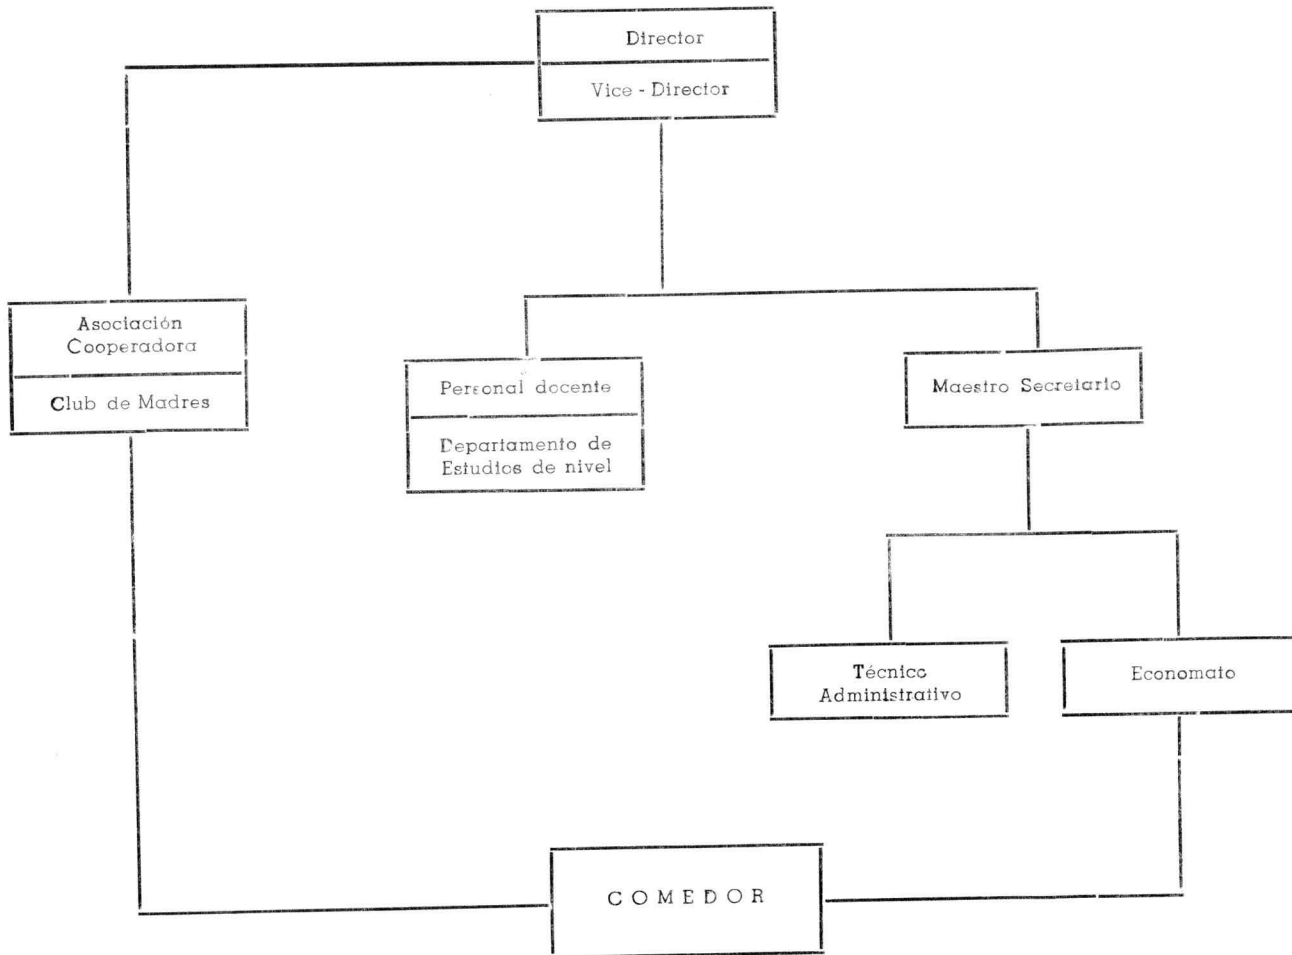 Director
Vice - Director
Asociación
Cooperadora
Club de Madres
Personal docente
Departamento de
Estudios de nivel
Maestro Secretario
Técnico
Administrativo
Economato
COMEDOR